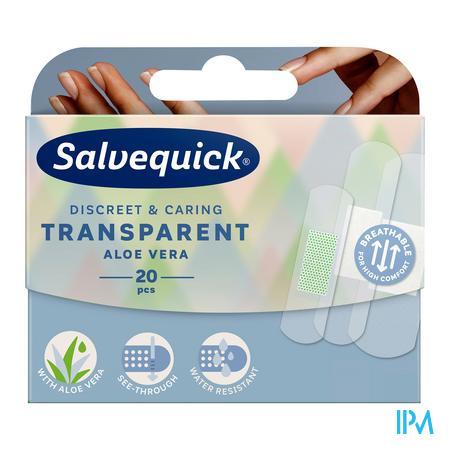 Salvequick®
DISCREET & CARING
TRANSPARENT
ALOE VERA
20
pcs
BREATHABLE
FOR HIGH COMFORT
WITH ALOE VERA
SEE-THROUGH
WATER RESISTANT
IPM